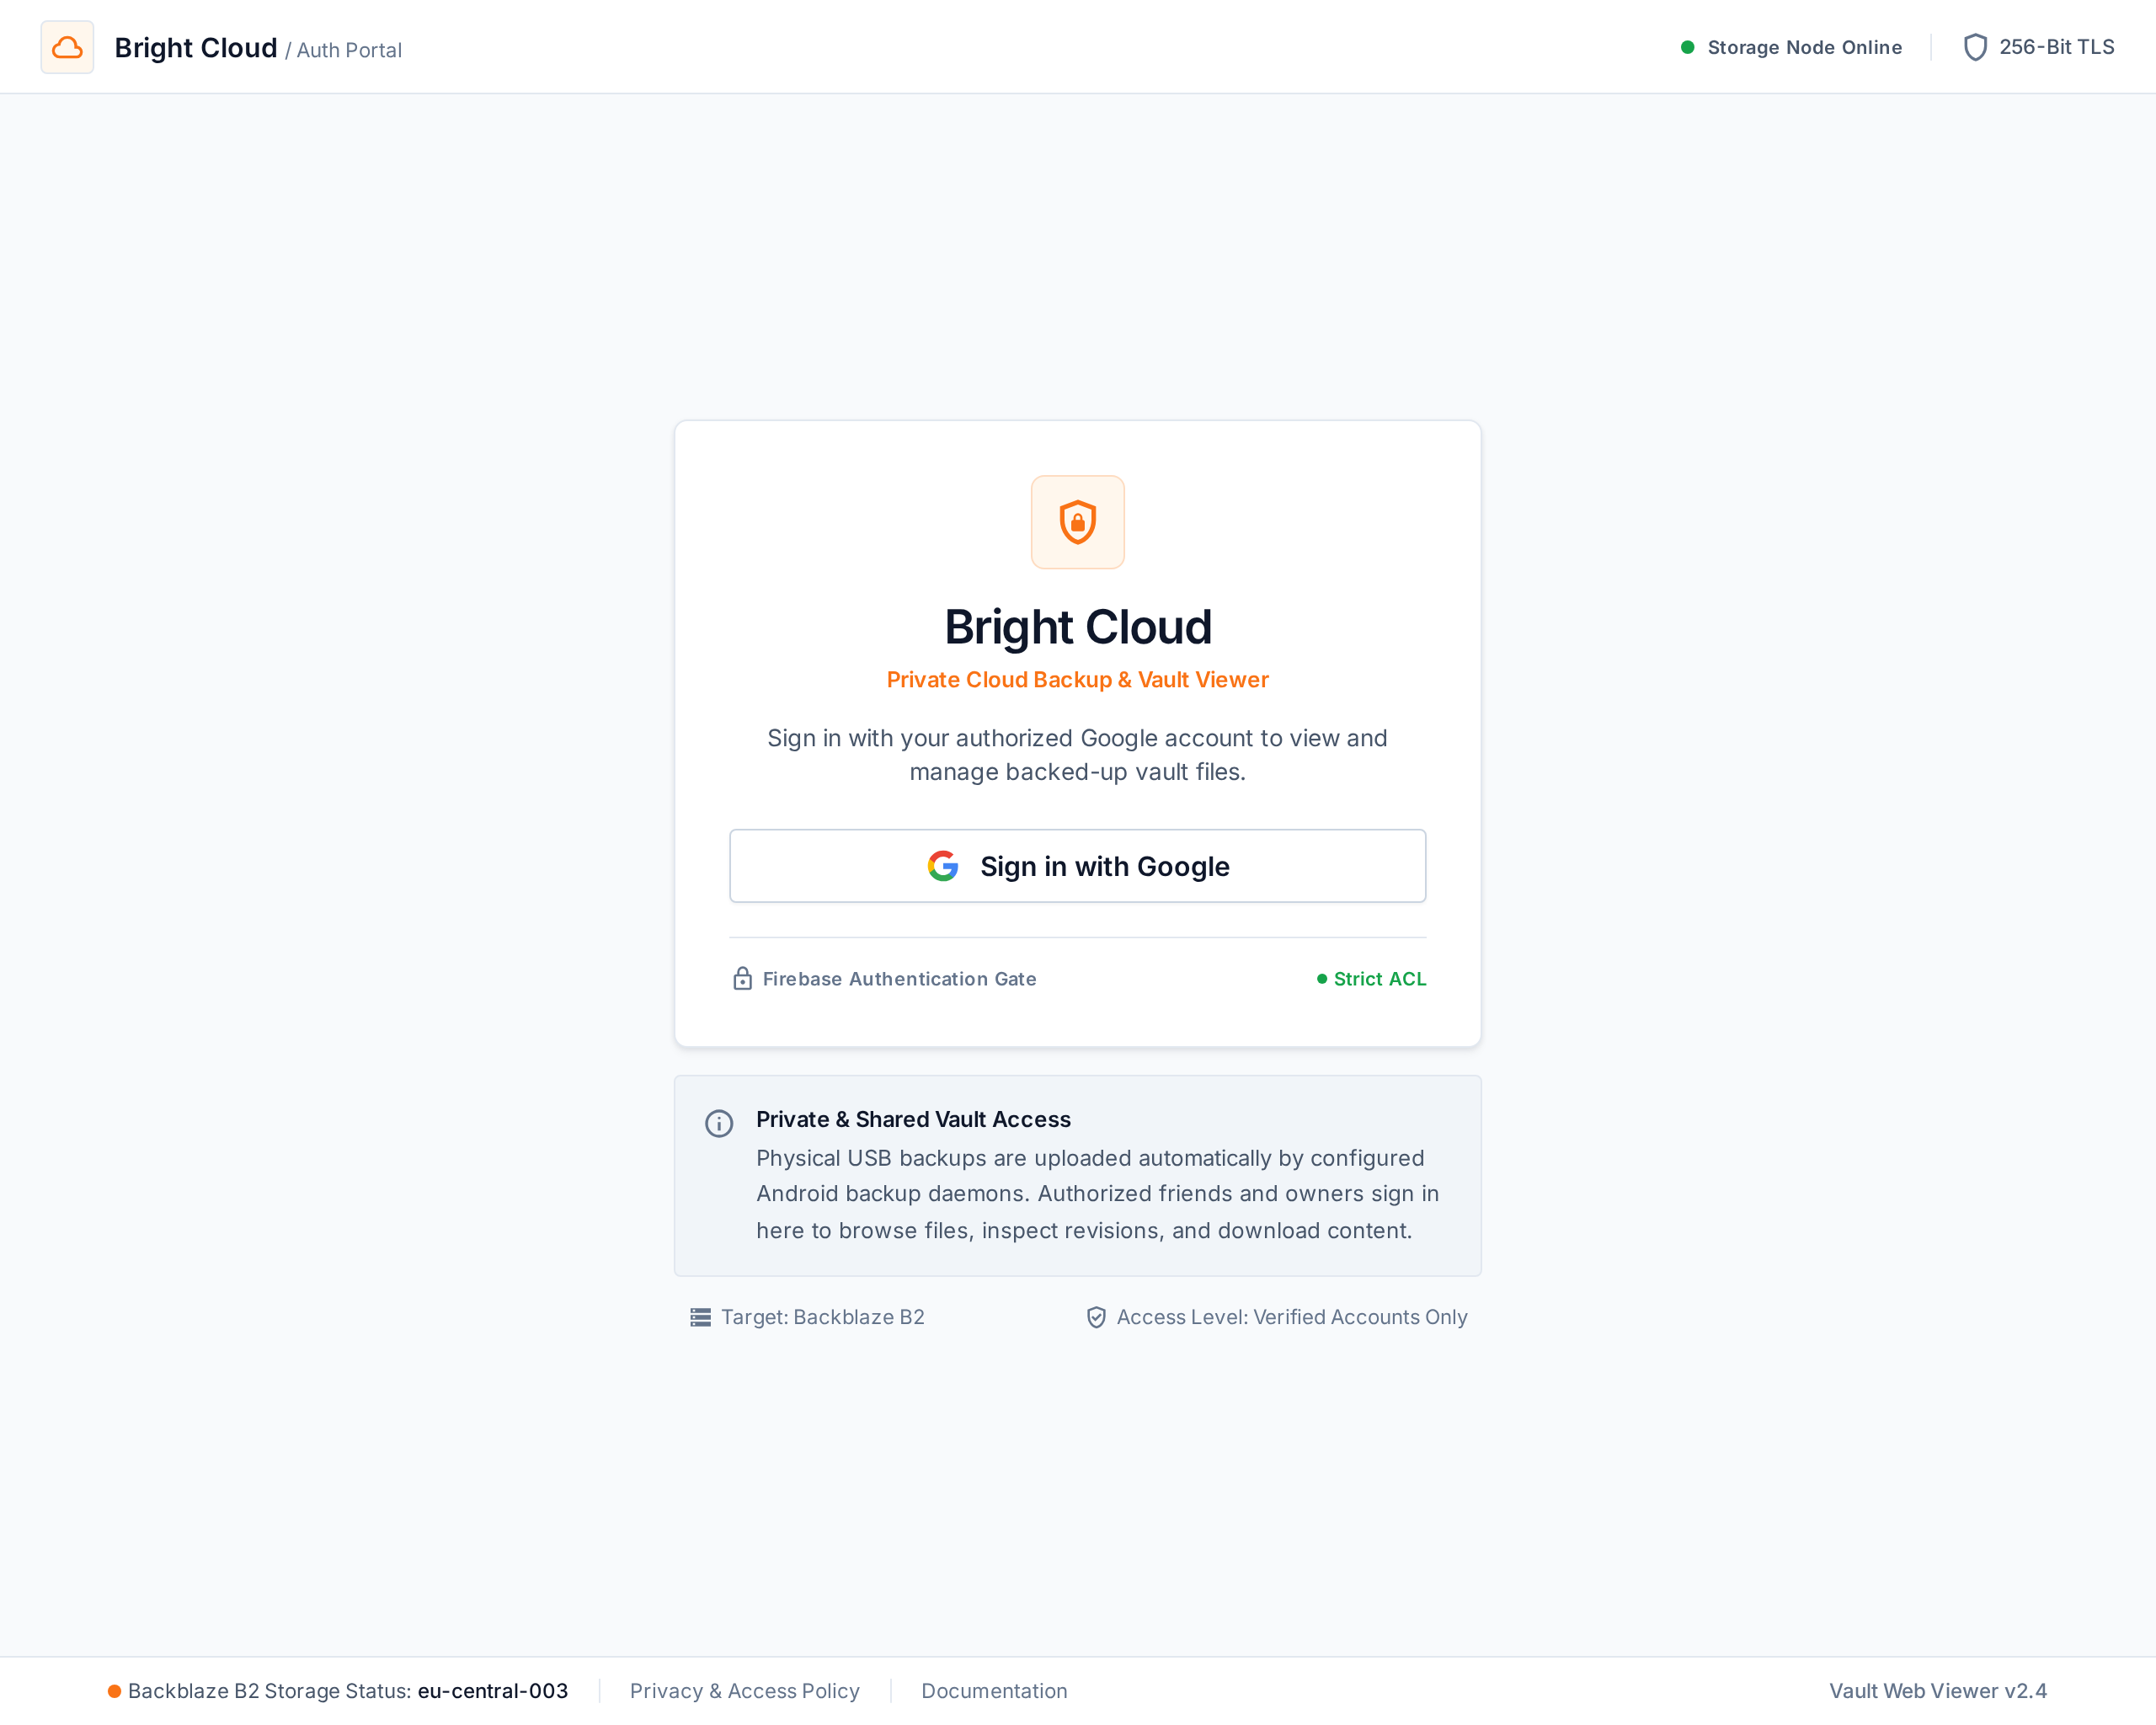 Bright Cloud / Auth Portal
Storage Node Online
256-Bit TLS
Bright Cloud
Private Cloud Backup & Vault Viewer
Sign in with your authorized Google account to view and
manage backed-up vault files.
Sign in with Google
Firebase Authentication Gate
Strict ACL
Private & Shared Vault Access
Physical USB backups are uploaded automatically by configured
Android backup daemons. Authorized friends and owners sign in
here to browse files, inspect revisions, and download content.
Target: Backblaze B2
Access Level: Verified Accounts Only
Backblaze B2 Storage Status: eu-central-003
Privacy & Access Policy
Documentation
Vault Web Viewer v2.4